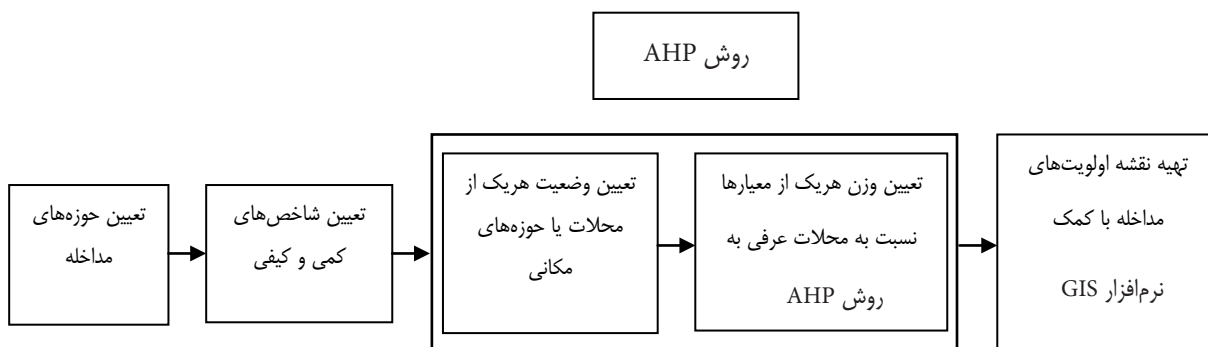 روش AHP
تعیین حوزه‌های
مداخله
تعیین شاخص‌های
کمی و کیفی
تعیین وضعیت هریک از
محلات یا حوزه‌های
مکانی
تعیین وزن هریک از معیارها
نسبت به محلات عرفی به
روش AHP
تهیه نقشه اولویت‌های
مداخله با کمک
نرم‌افزار GIS